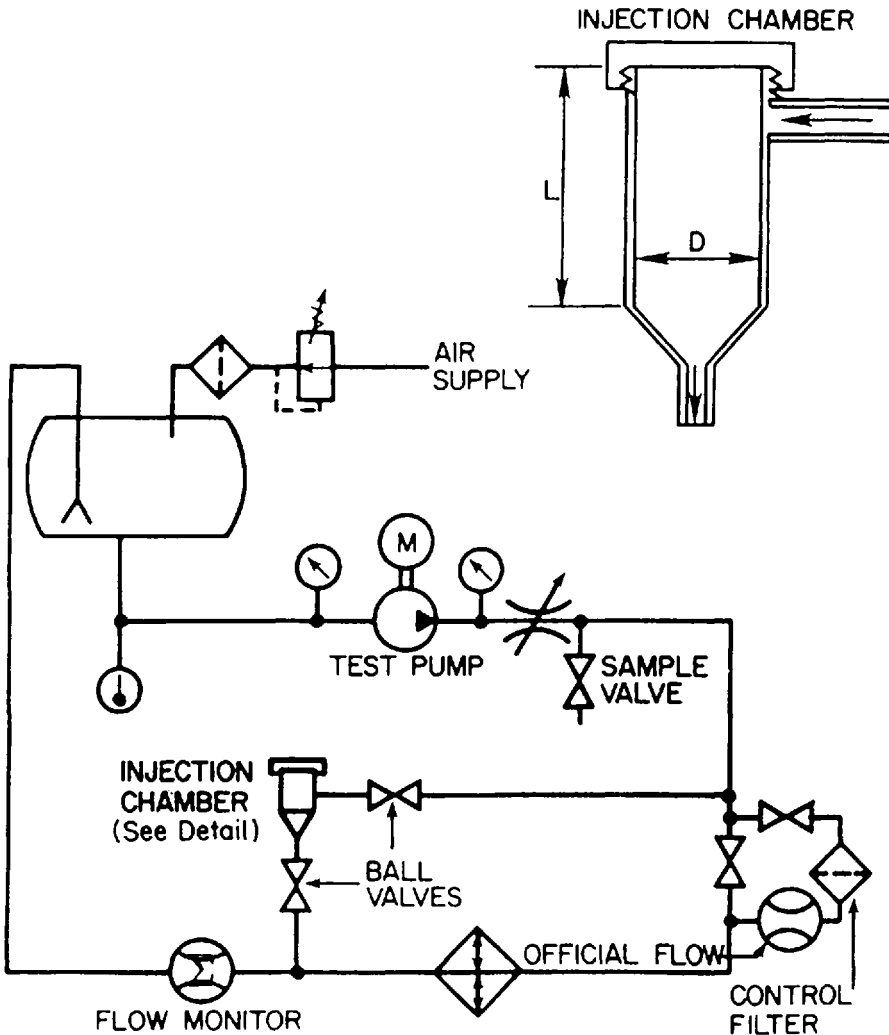 INJECTION CHAMBER
L
D
AIR
SUPPLY
M
TEST PUMP
SAMPLE
VALVE
INJECTION
CHAMBER
(See Detail)
BALL
VALVES
OFFICIAL FLOW
Σ
FLOW MONITOR
CONTROL
FILTER